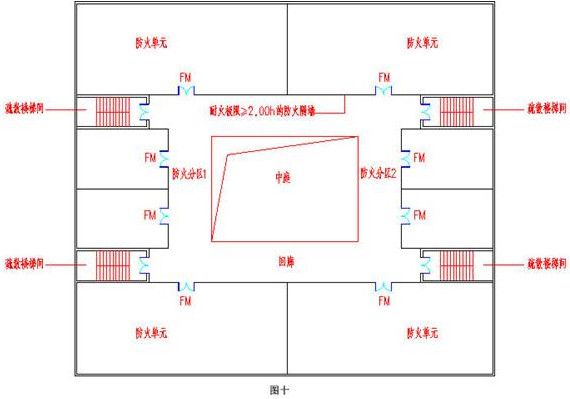 防火单元 防火单元
FM FM
疏散楼梯间 疏散楼梯间
耐火极限≥2.00h的防火隔墙
FM FM
防火分区1 中庭 防火分区2
FM FM
疏散楼梯间 回廊 疏散楼梯间
FM FM
防火单元 防火单元
图十